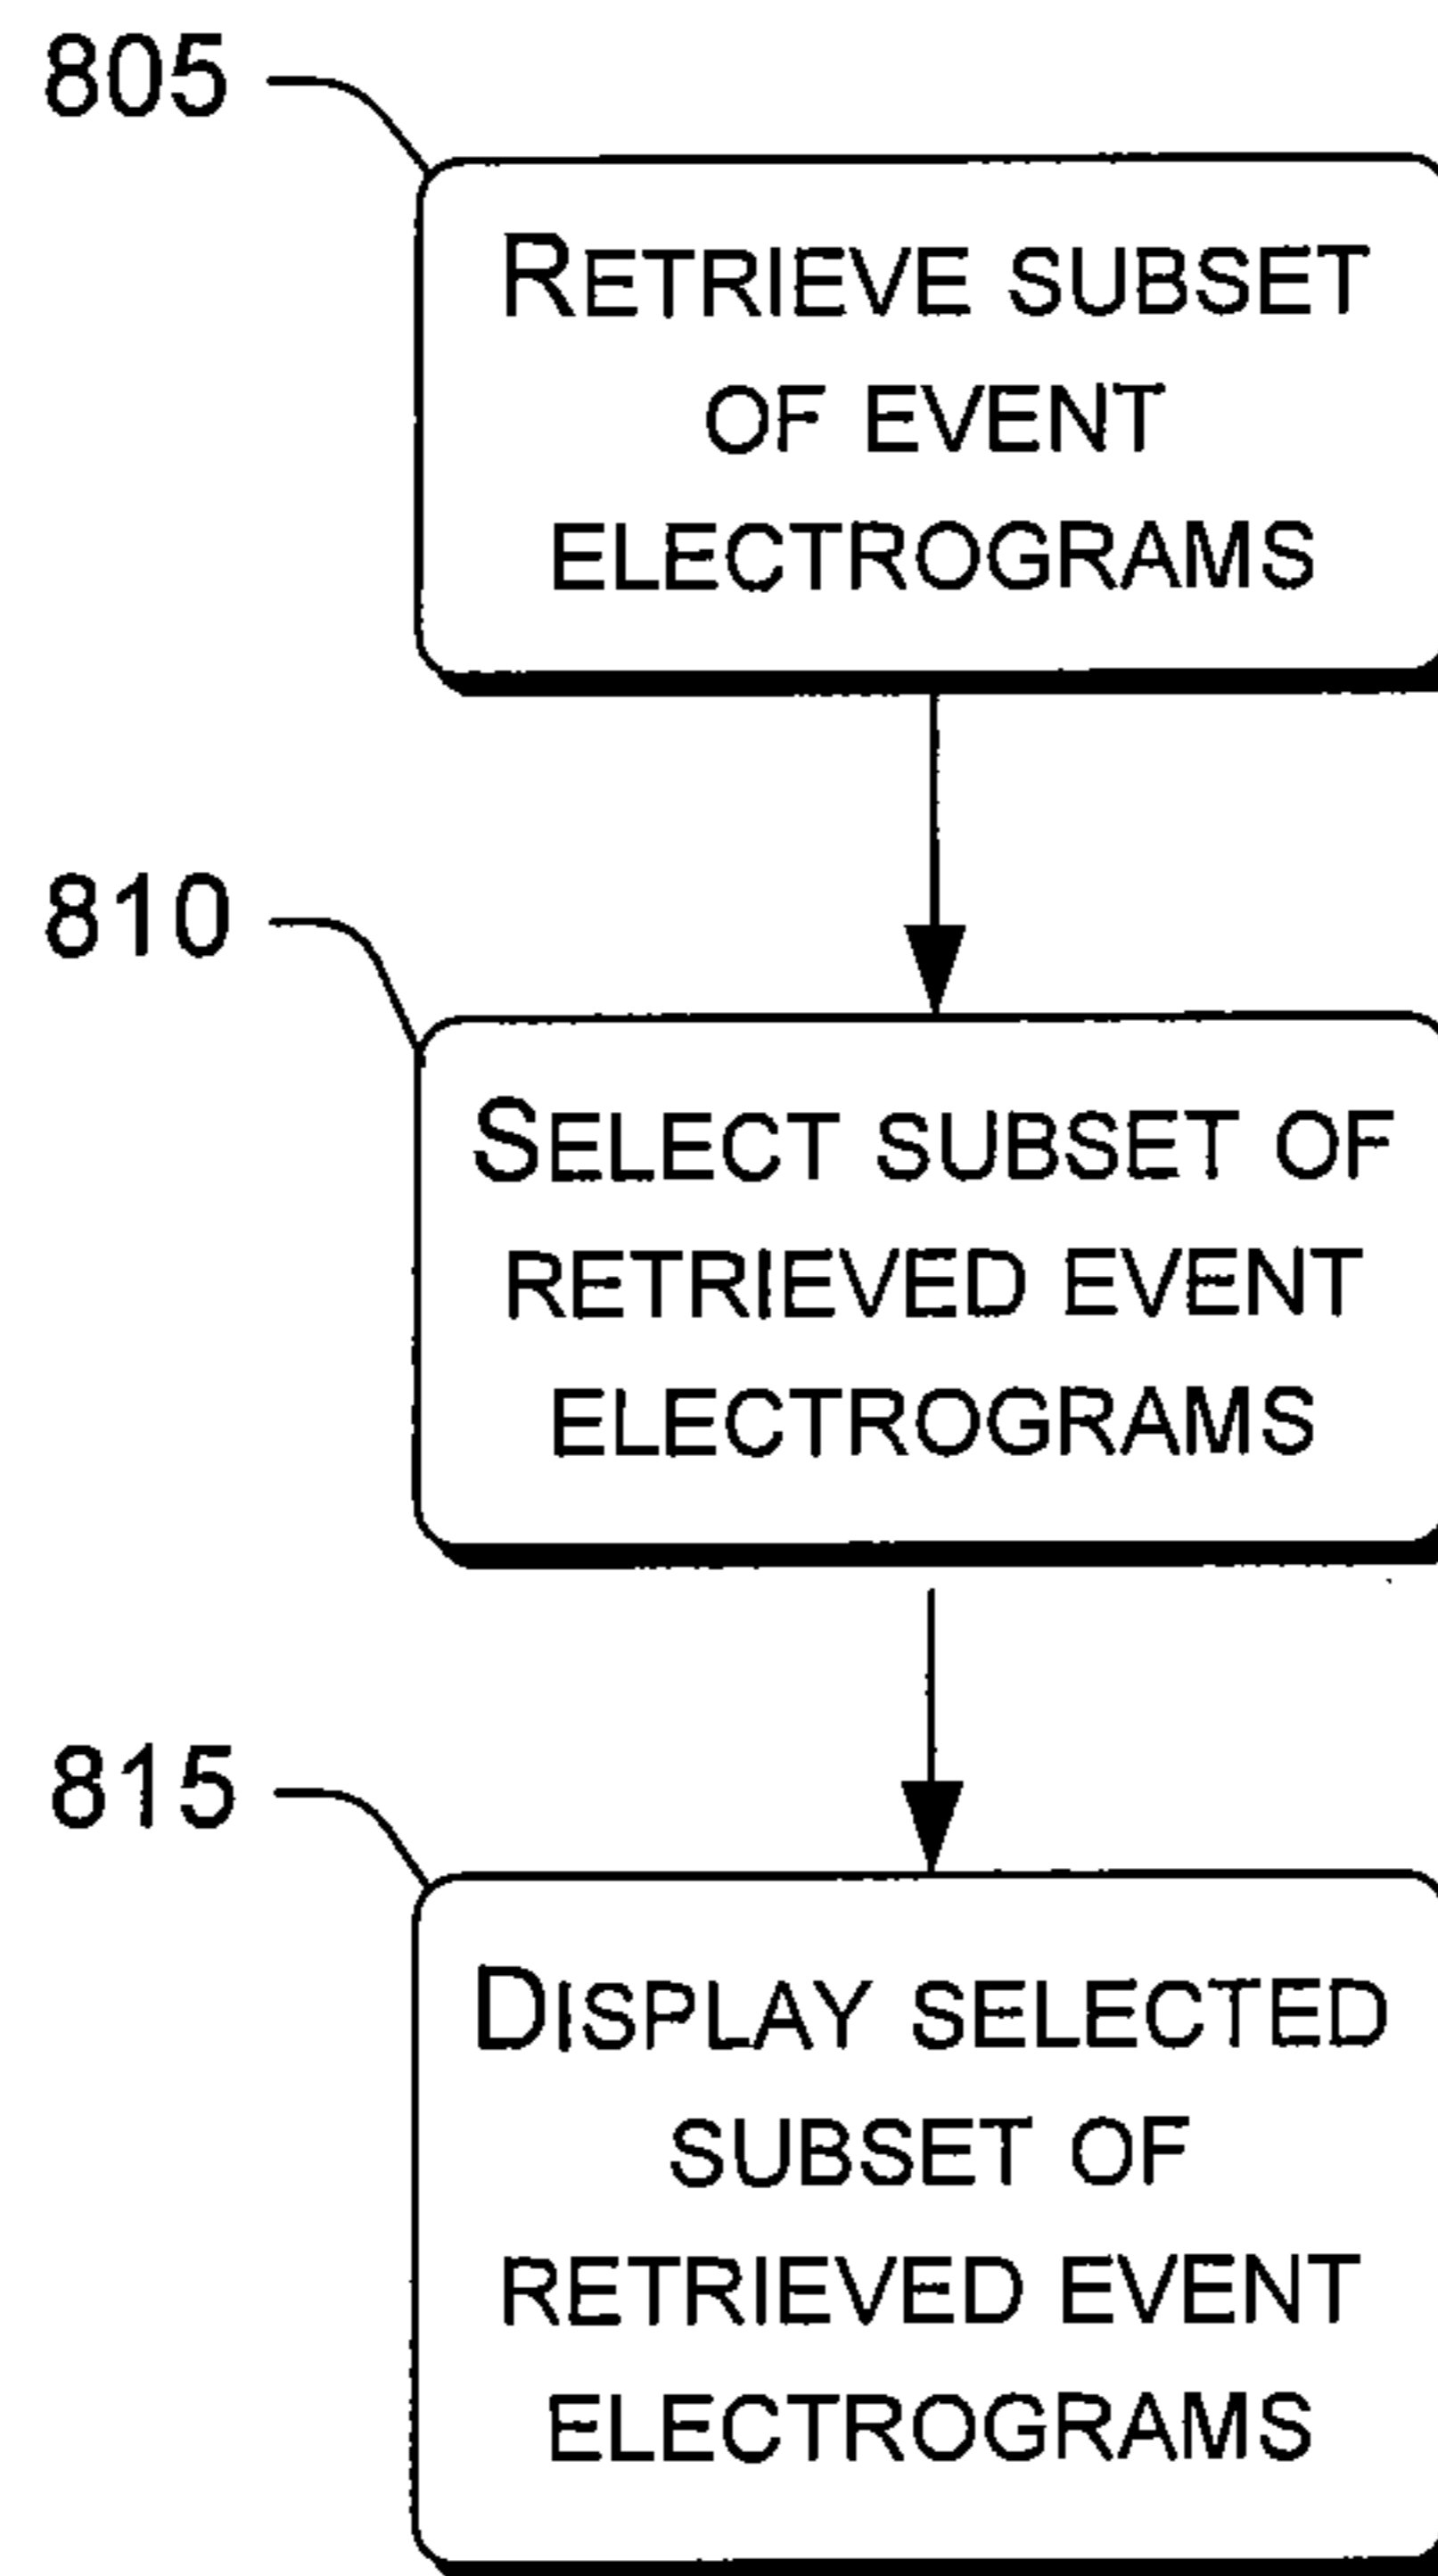 805
RETRIEVE SUBSET
OF EVENT
ELECTROGRAMS
810
SELECT SUBSET OF
RETRIEVED EVENT
ELECTROGRAMS
815
DISPLAY SELECTED
SUBSET OF
RETRIEVED EVENT
ELECTROGRAMS